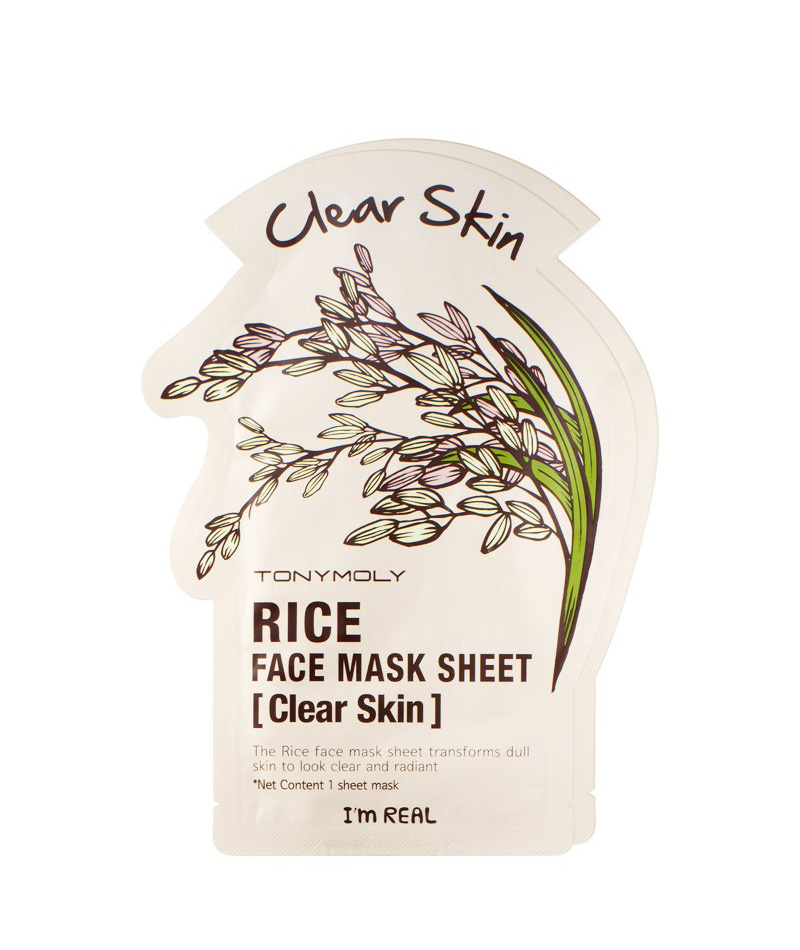 Clear Skin
TONYMOLY
RICE
FACE MASK SHEET
[Clear Skin]
The Rice face mask sheet transforms dull
skin to look clear and radiant
*Net Content 1 sheet mask
I'm REAL